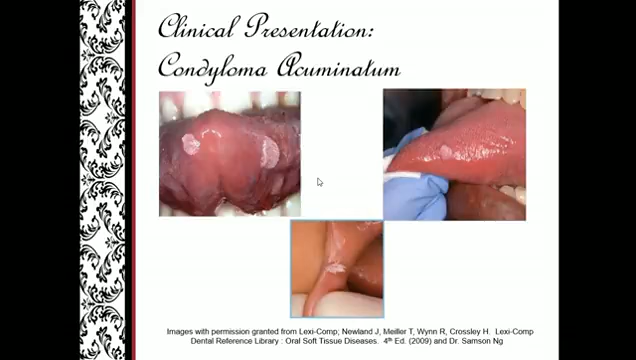 Clinical Presentation:
Condyloma Acuminatum
Images with permission granted from Lexi-Comp; Newland J, Meiller T, Wynn R, Crossley H. Lexi-Comp
Dental Reference Library : Oral Soft Tissue Diseases. 4th Ed. (2009) and Dr. Samson Ng